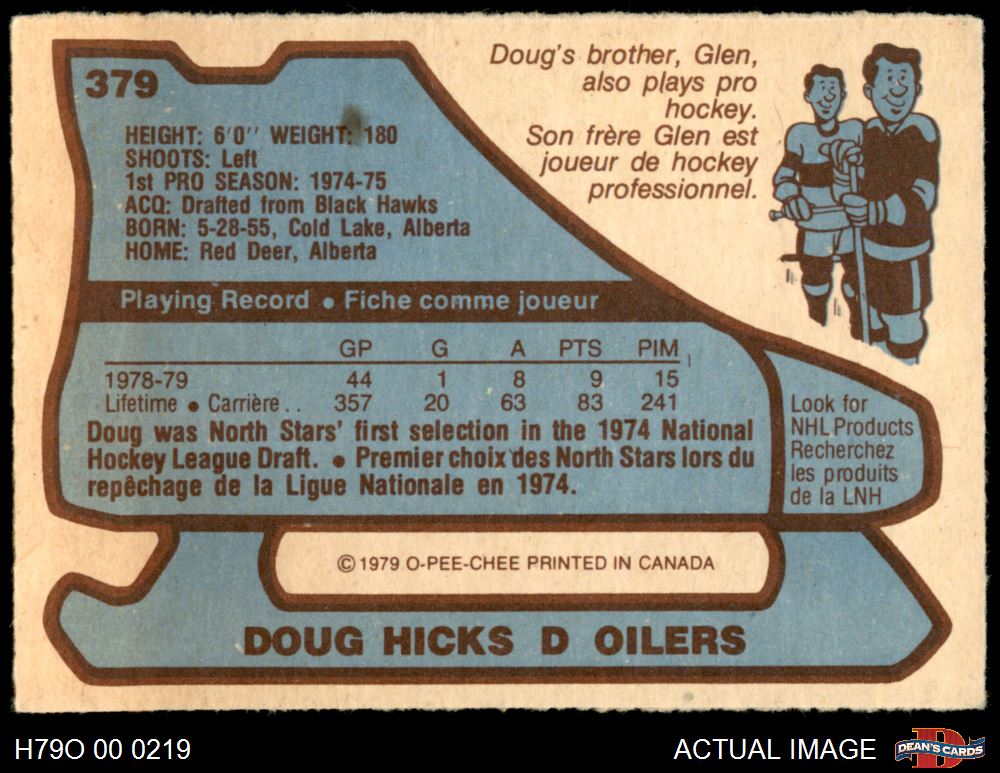 379
HEIGHT: 6'0'' WEIGHT: 180
SHOOTS: Left
1st PRO SEASON: 1974-75
ACQ: Drafted from Black Hawks
BORN: 5-28-55, Cold Lake, Alberta
HOME: Red Deer, Alberta
Doug's brother, Glen,
also plays pro
hockey.
Son frère Glen est
joueur de hockey
professionnel.
Playing Record • Fiche comme joueur
GP G A PTS PIM
1978-79 44 1 8 9 15
Lifetime • Carrière . . 357 20 63 83 241
Doug was North Stars' first selection in the 1974 National
Hockey League Draft. • Premier choix des North Stars lors du
repêchage de la Ligue Nationale en 1974.
Look for
NHL Products
Recherchez
les produits
de la LNH
© 1979 O-PEE-CHEE PRINTED IN CANADA
DOUG HICKS D OILERS
H79O 00 0219
ACTUAL IMAGE
D
DEAN'S CARDS